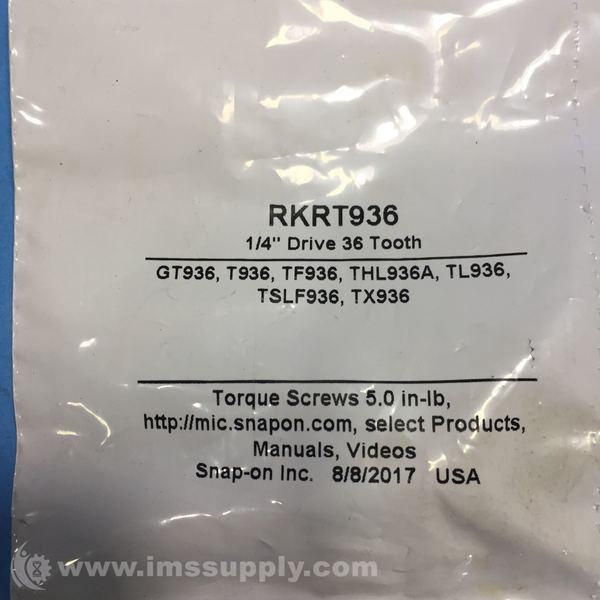 RKRT936
1/4" Drive 36 Tooth
GT936, T936, TF936, THL936A, TL936,
TSLF936, TX936
Torque Screws 5.0 in-lb,
http://mic.snapon.com, select Products,
Manuals, Videos
Snap-on Inc. 8/8/2017 USA
www.imssupply.com